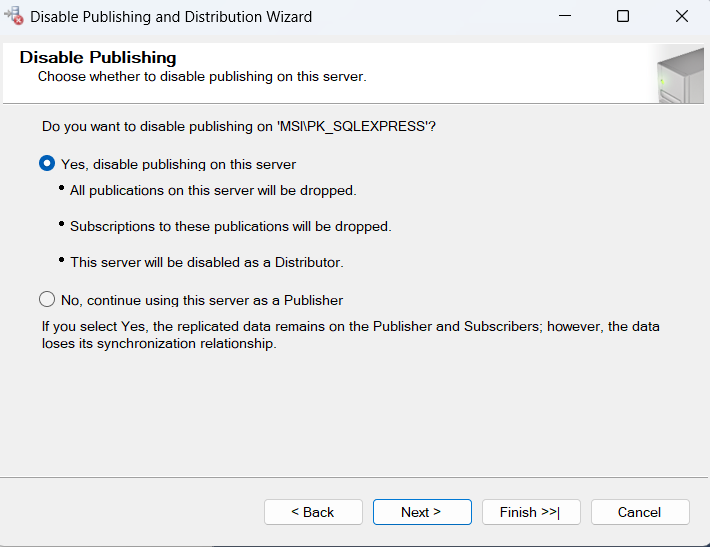 Disable Publishing and Distribution Wizard
Disable Publishing
Choose whether to disable publishing on this server.
Do you want to disable publishing on 'MSI\PK_SQLEXPRESS'?
Yes, disable publishing on this server
• All publications on this server will be dropped.
• Subscriptions to these publications will be dropped.
• This server will be disabled as a Distributor.
No, continue using this server as a Publisher
If you select Yes, the replicated data remains on the Publisher and Subscribers; however, the data
loses its synchronization relationship.
< Back Next > Finish >>| Cancel